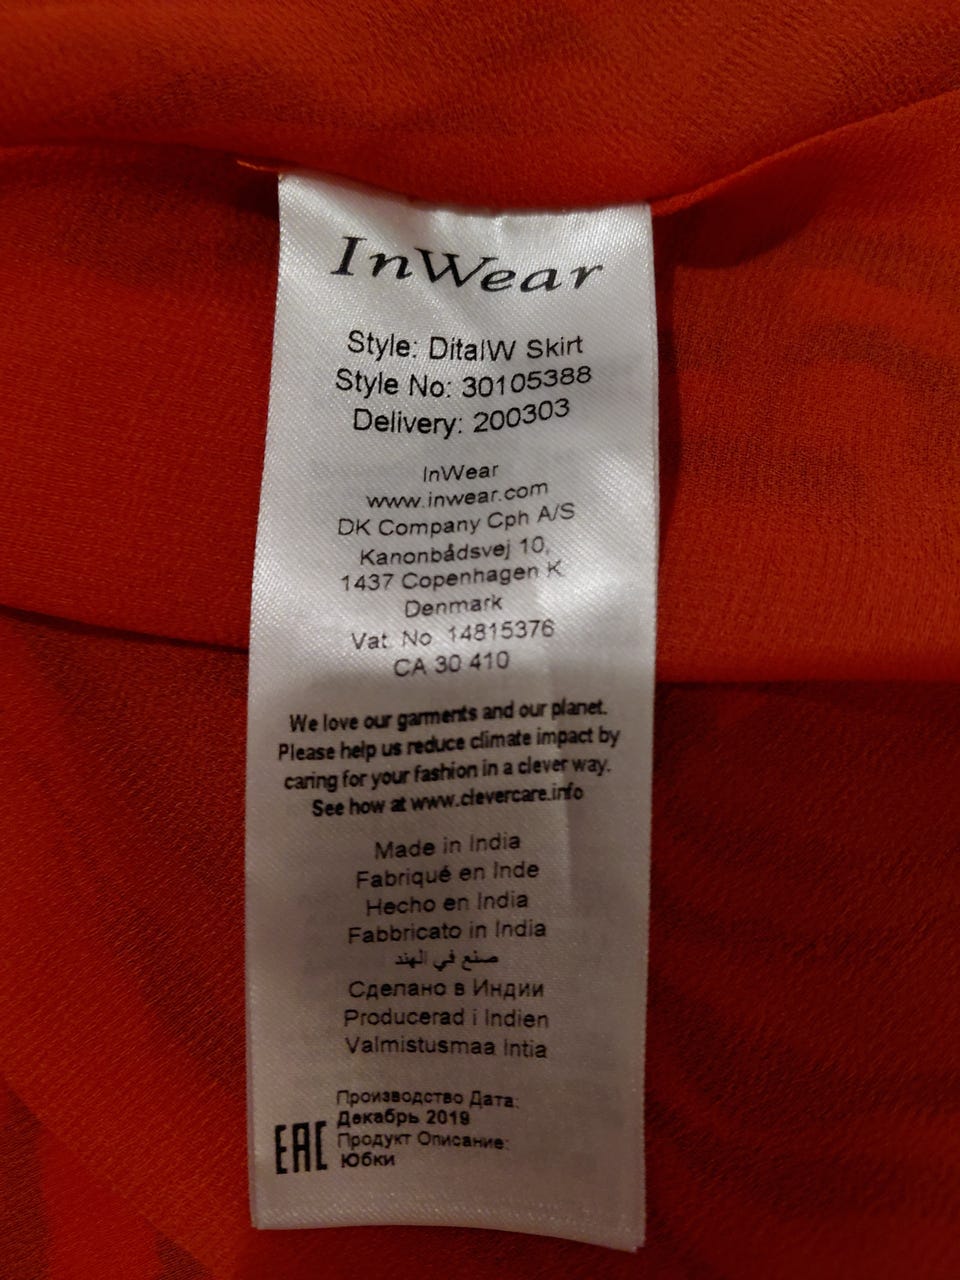 InWear
Style: DitaIW Skirt
Style No: 30105388
Delivery: 200303
InWear
www.inwear.com
DK Company Cph A/S
Kanonbådsvej 10,
1437 Copenhagen K
Denmark
Vat. No. 14815376
CA 30 410
We love our garments and our planet.
Please help us reduce climate impact by
caring for your fashion in a clever way.
See how at www.clevercare.info
Made in India
Fabriqué en Inde
Hecho en India
Fabbricato in India
صنع في الهند
Сделано в Индии
Producerad i Indien
Valmistusmaa Intia
Производство Дата:
Декабрь 2019
EAC Продукт Описание:
Юбки